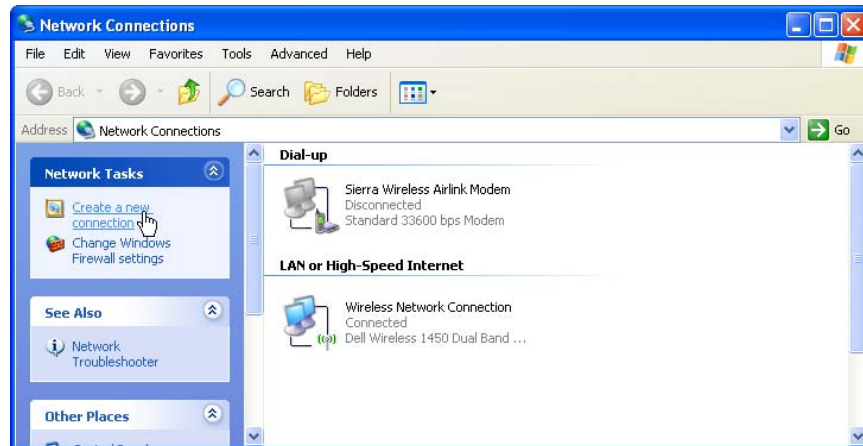 Network Connections
File Edit View Favorites Tools Advanced Help
Back Search Folders
Address Network Connections Go
Network Tasks
Create a new
connection
Change Windows
Firewall settings
See Also
Network
Troubleshooter
Other Places
Dial-up
Sierra Wireless Airlink Modem
Disconnected
Standard 33600 bps Modem
LAN or High-Speed Internet
Wireless Network Connection
Connected
Dell Wireless 1450 Dual Band ...